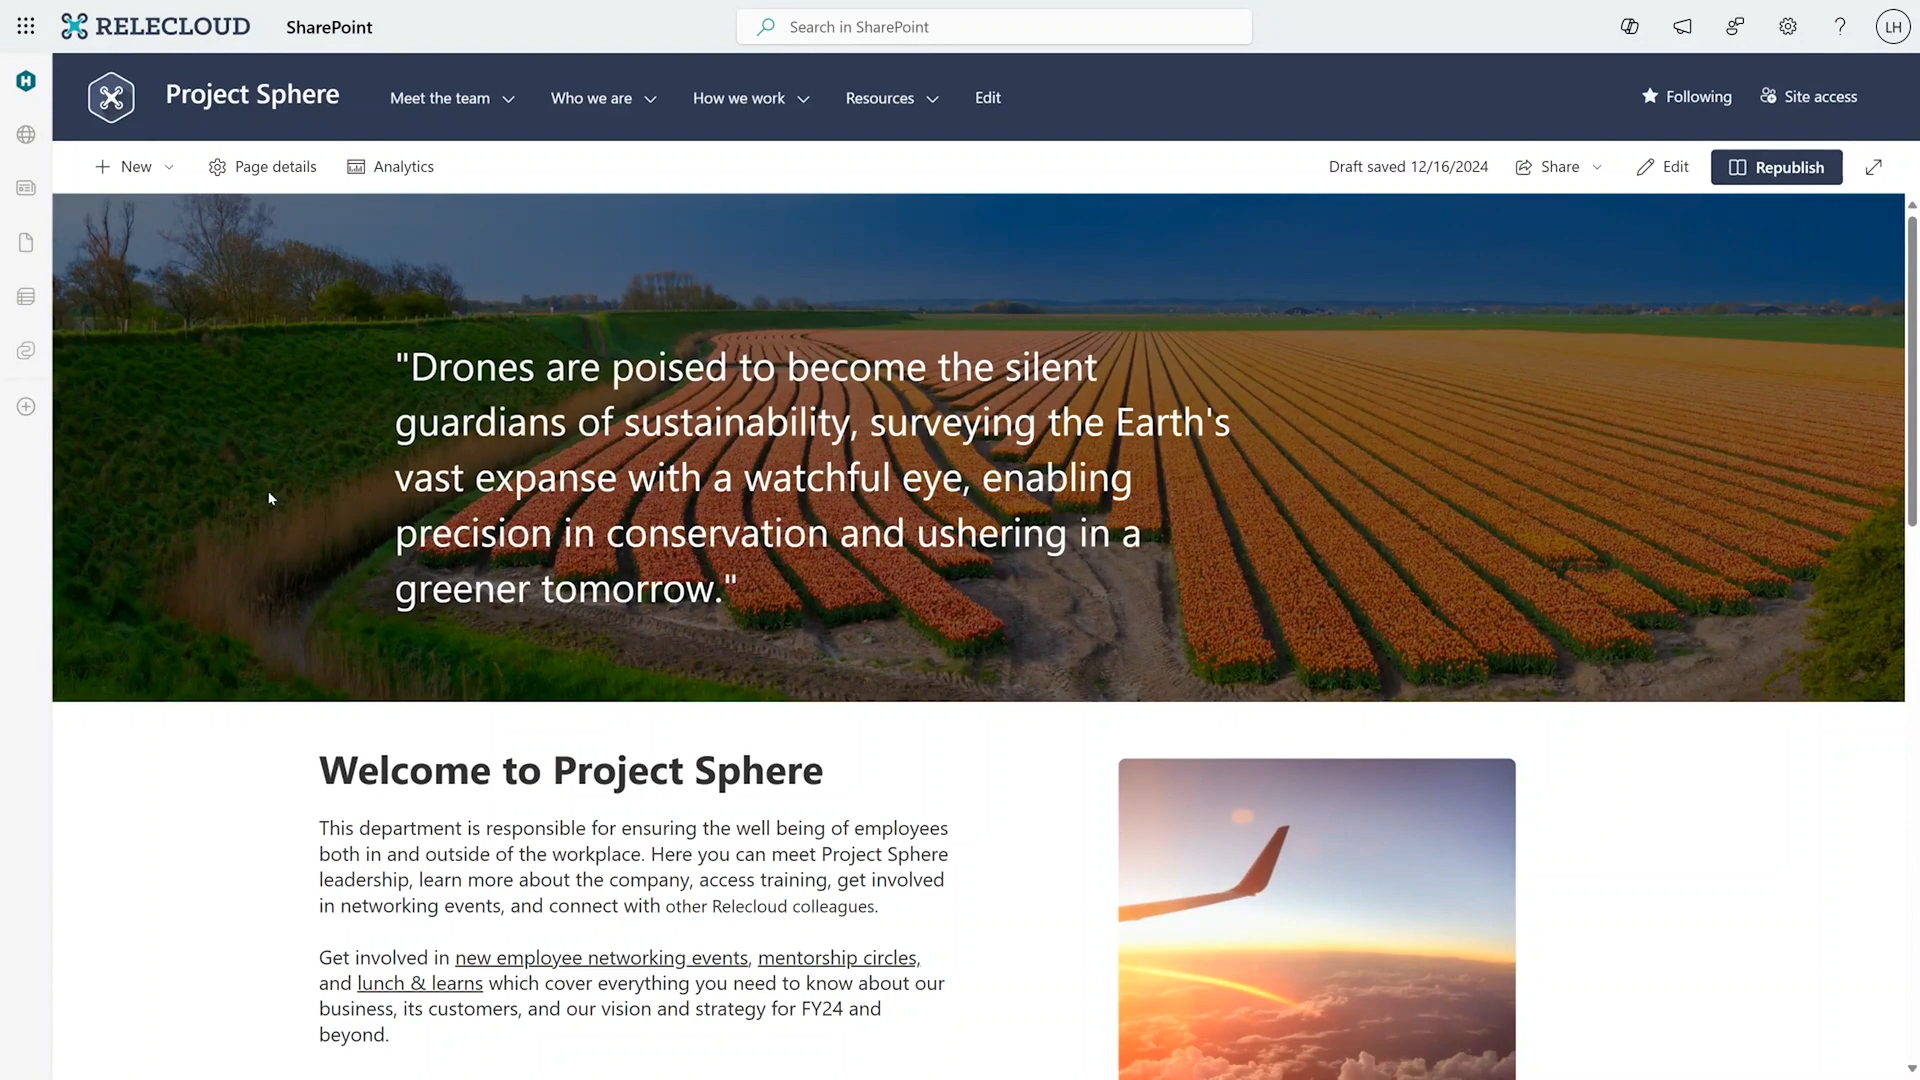 RELECLOUD
SharePoint
Search in SharePoint
LH
Project Sphere
Meet the team
Who we are
How we work
Resources
Edit
Following
Site access
New
Page details
Analytics
Draft saved 12/16/2024
Share
Edit
Republish
"Drones are poised to become the silent
guardians of sustainability, surveying the Earth's
vast expanse with a watchful eye, enabling
precision in conservation and ushering in a
greener tomorrow."
Welcome to Project Sphere
This department is responsible for ensuring the well being of employees
both in and outside of the workplace. Here you can meet Project Sphere
leadership, learn more about the company, access training, get involved
in networking events, and connect with other Relecloud colleagues.
Get involved in new employee networking events, mentorship circles,
and lunch & learns which cover everything you need to know about our
business, its customers, and our vision and strategy for FY24 and
beyond.